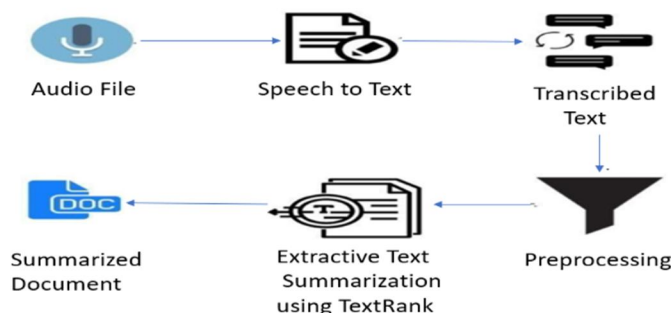 Audio File
Speech to Text
Transcribed
Text
DOC
Summarized
Document
Extractive Text
Summarization
using TextRank
Preprocessing